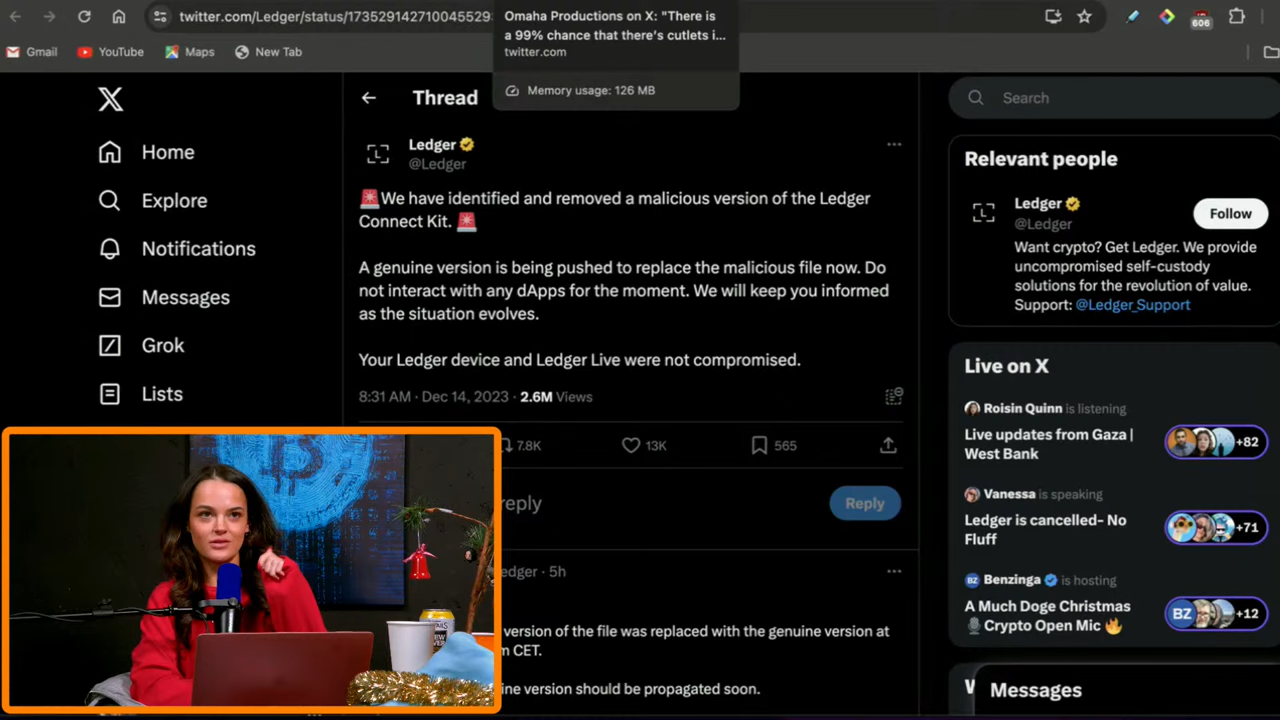 twitter.com/Ledger/status/1735291427100455293
Omaha Productions on X: "There is
a 99% chance that there's cutlets i...
twitter.com
Memory usage: 126 MB
606
Gmail
YouTube
Maps
New Tab
Thread
Search
Home
Explore
Notifications
Messages
Grok
Lists
Ledger
@Ledger
🚨We have identified and removed a malicious version of the Ledger
Connect Kit. 🚨
A genuine version is being pushed to replace the malicious file now. Do
not interact with any dApps for the moment. We will keep you informed
as the situation evolves.
Your Ledger device and Ledger Live were not compromised.
8:31 AM · Dec 14, 2023 · 2.6M Views
7.8K
13K
565
reply
Reply
edger · 5h
version of the file was replaced with the genuine version at
m CET.
ine version should be propagated soon.
Relevant people
Ledger
@Ledger
Follow
Want crypto? Get Ledger. We provide
uncompromised self-custody
solutions for the revolution of value.
Support: @Ledger_Support
Live on X
Roisin Quinn is listening
Live updates from Gaza |
West Bank
+82
Vanessa is speaking
Ledger is cancelled- No
Fluff
+71
BZ Benzinga is hosting
A Much Doge Christmas
🎙️Crypto Open Mic 🔥
BZ
+12
Messages